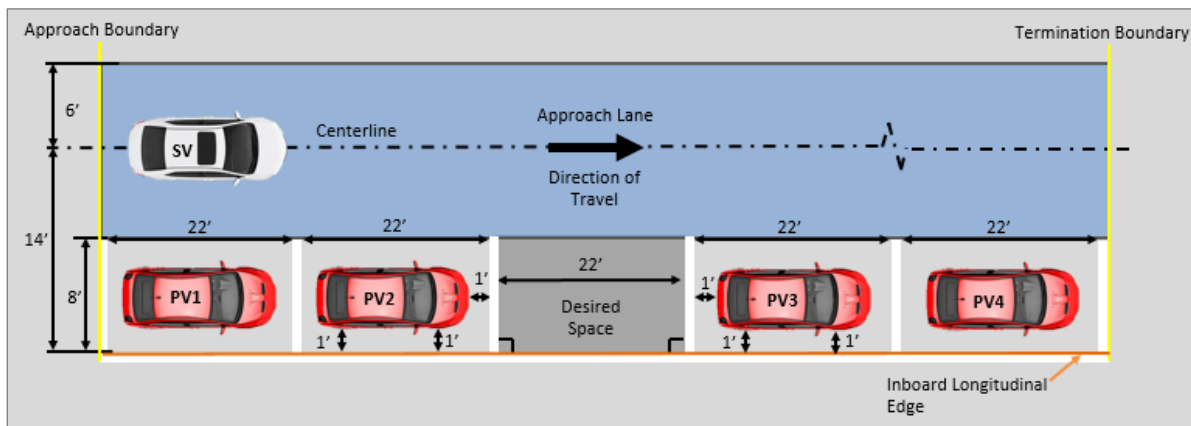 Approach Boundary
Termination Boundary
6’
SV
Centerline
Approach Lane
Direction of
Travel
14’
22’
22’
22’
22’
8’
PV1
PV2
1’
22’
Desired
Space
1’
PV3
PV4
1’
1’
1’
1’
Inboard Longitudinal
Edge